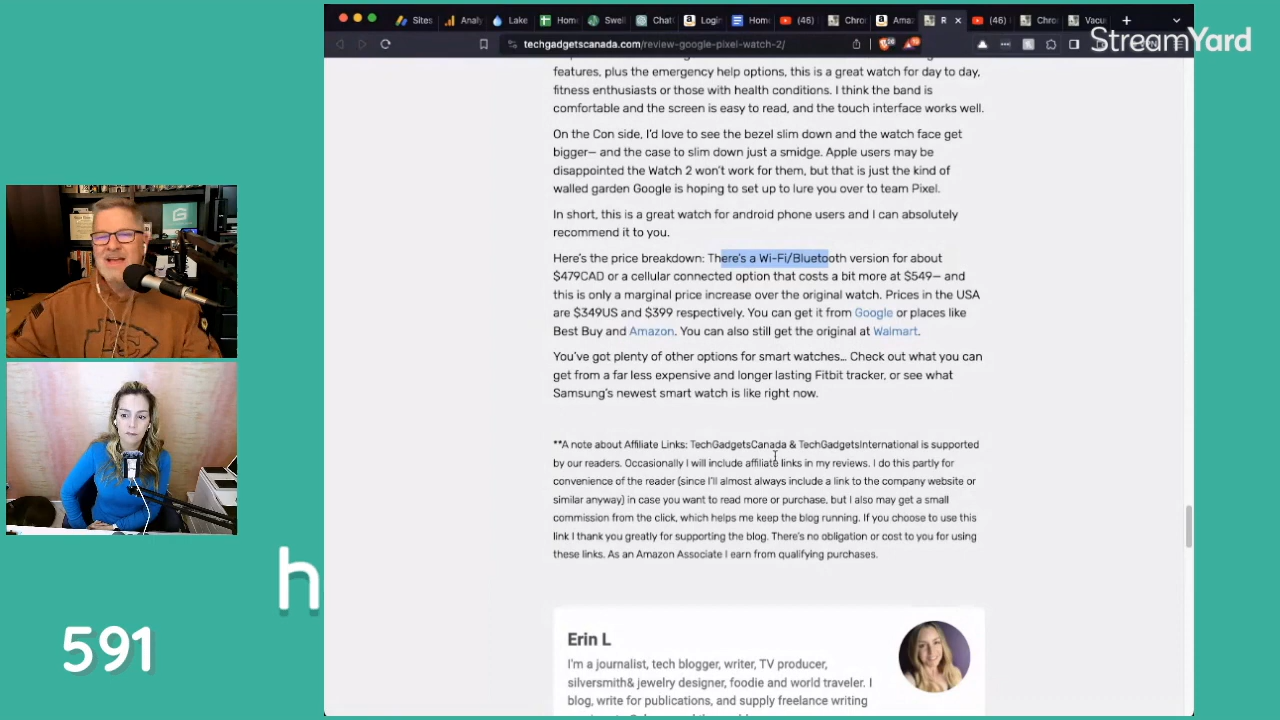 Sites
Analy
Lake
Hom
Swell
Chat
Login
Hom
(46)
Chro
Ama
R
(46)
Chro
Vacu
techgadgetscanada.com/review-google-pixel-watch-2/
StreamYard
features, plus the emergency help options, this is a great watch for day to day,
fitness enthusiasts or those with health conditions. I think the band is
comfortable and the screen is easy to read, and the touch interface works well.
On the Con side, I'd love to see the bezel slim down and the watch face get
bigger— and the case to slim down just a smidge. Apple users may be
disappointed the Watch 2 won't work for them, but that is just the kind of
walled garden Google is hoping to set up to lure you over to team Pixel.
In short, this is a great watch for android phone users and I can absolutely
recommend it to you.
Here's the price breakdown: There's a Wi-Fi/Bluetooth version for about
$479CAD or a cellular connected option that costs a bit more at $549— and
this is only a marginal price increase over the original watch. Prices in the USA
are $349US and $399 respectively. You can get it from Google or places like
Best Buy and Amazon. You can also still get the original at Walmart.
You've got plenty of other options for smart watches... Check out what you can
get from a far less expensive and longer lasting Fitbit tracker, or see what
Samsung's newest smart watch is like right now.
**A note about Affiliate Links: TechGadgetsCanada & TechGadgetsInternational is supported
by our readers. Occasionally I will include affiliate links in my reviews. I do this partly for
convenience of the reader (since I'll almost always include a link to the company website or
similar anyway) in case you want to read more or purchase, but I also may get a small
commission from the click, which helps me keep the blog running. If you choose to use this
link I thank you greatly for supporting the blog. There's no obligation or cost to you for using
these links. As an Amazon Associate I earn from qualifying purchases.
h
591
Erin L
I'm a journalist, tech blogger, writer, TV producer,
silversmith& jewelry designer, foodie and world traveler. I
blog, write for publications, and supply freelance writing